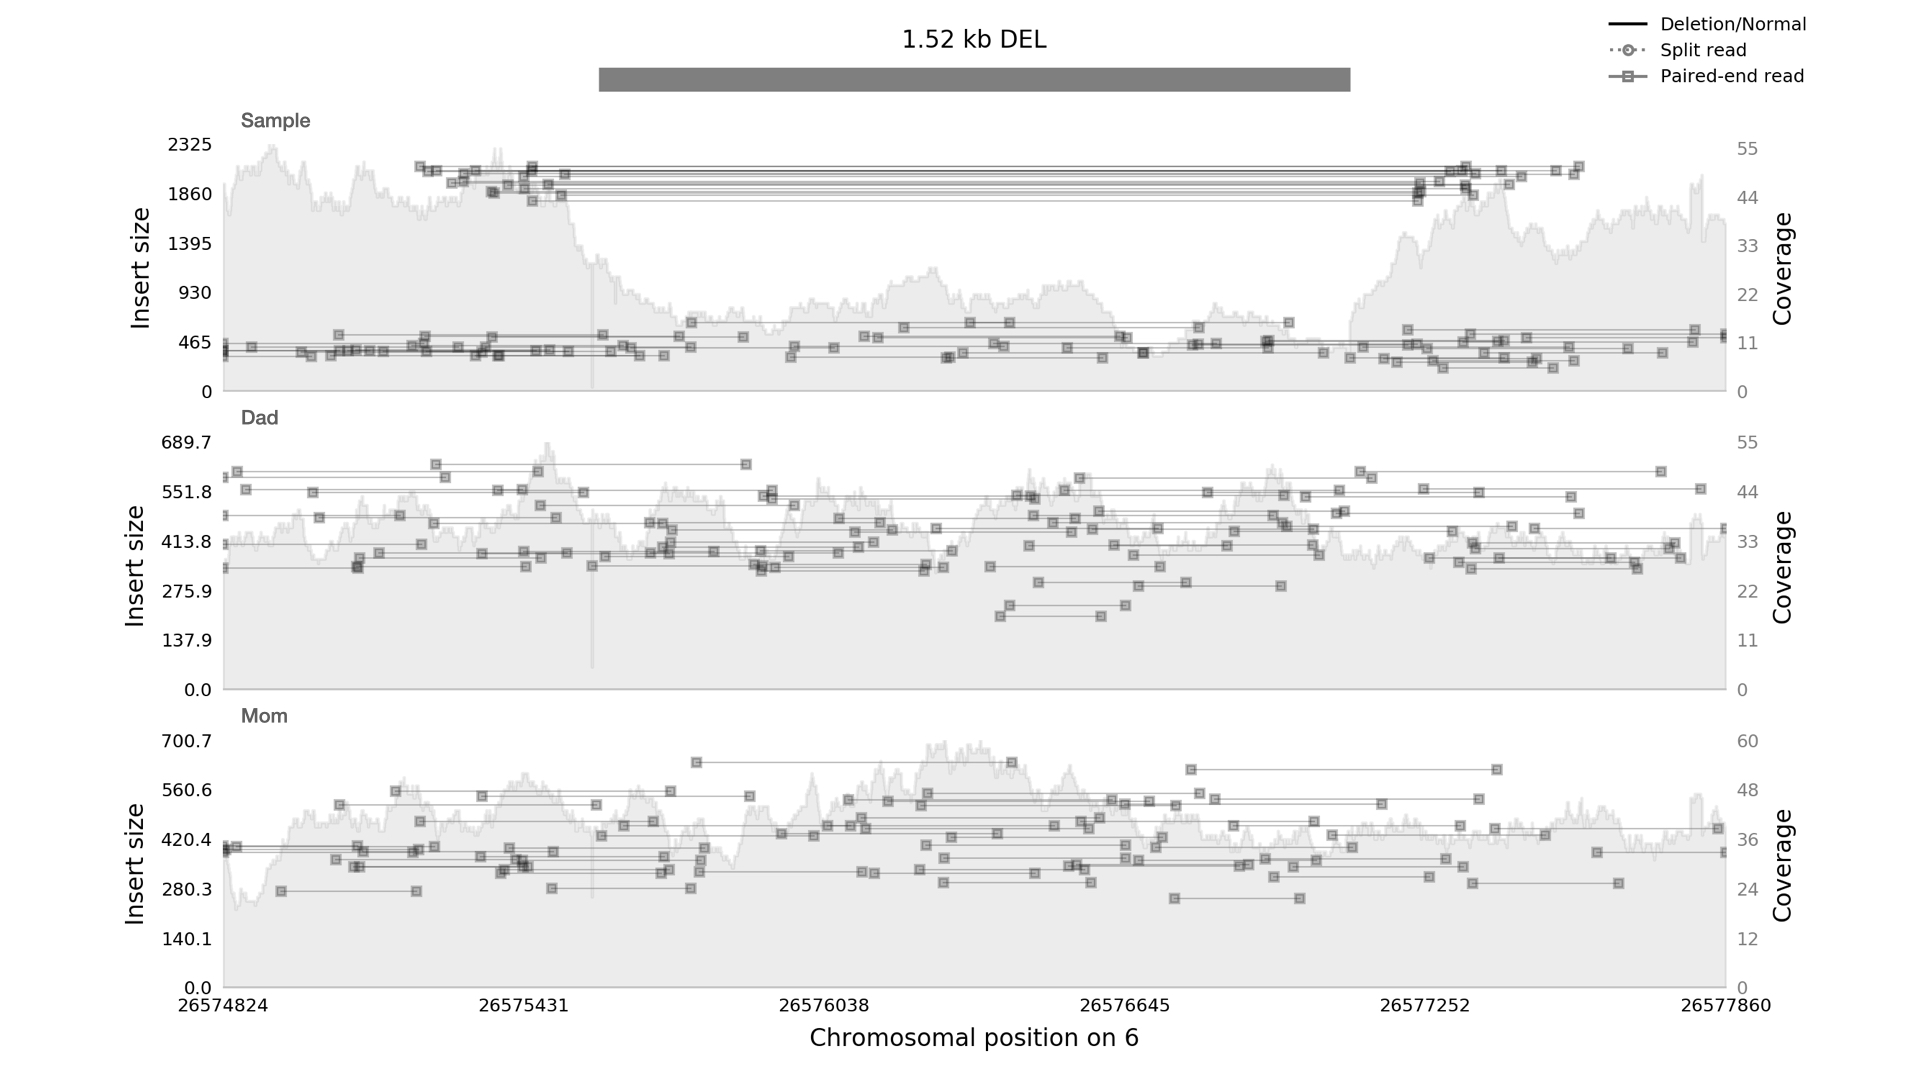 1.52 kb DEL
Deletion/Normal
Split read
Paired-end read
Sample
2325
1860
1395
930
465
0
Insert size
55
44
33
22
11
0
Coverage
Dad
689.7
551.8
413.8
275.9
137.9
0.0
Insert size
55
44
33
22
11
0
Coverage
Mom
700.7
560.6
420.4
280.3
140.1
0.0
Insert size
60
48
36
24
12
0
Coverage
26574824 26575431 26576038 26576645 26577252 26577860
Chromosomal position on 6